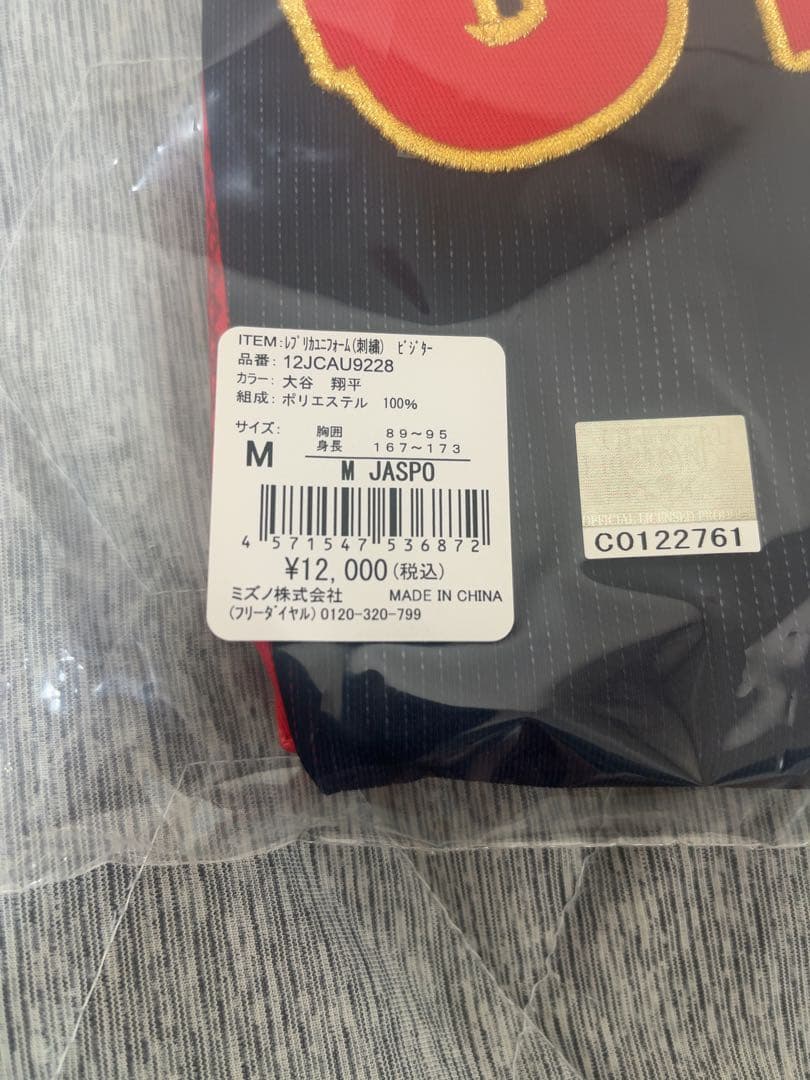 ITEM:ﾚﾌﾟﾘｶﾕﾆﾌｫｰﾑ(刺繍) ﾋﾞｼﾞﾀｰ
品番: 12JCAU9228
カラー: 大谷 翔平
組成: ポリエステル 100%
サイズ: 胸囲 89~95
M 身長 167~173
M JASPO
4 571547 536872
¥12,000(税込)
ミズノ株式会社 MADE IN CHINA
(フリーダイヤル)0120-320-799
OFFICIAL LICENSED PRODUCT
C0122761